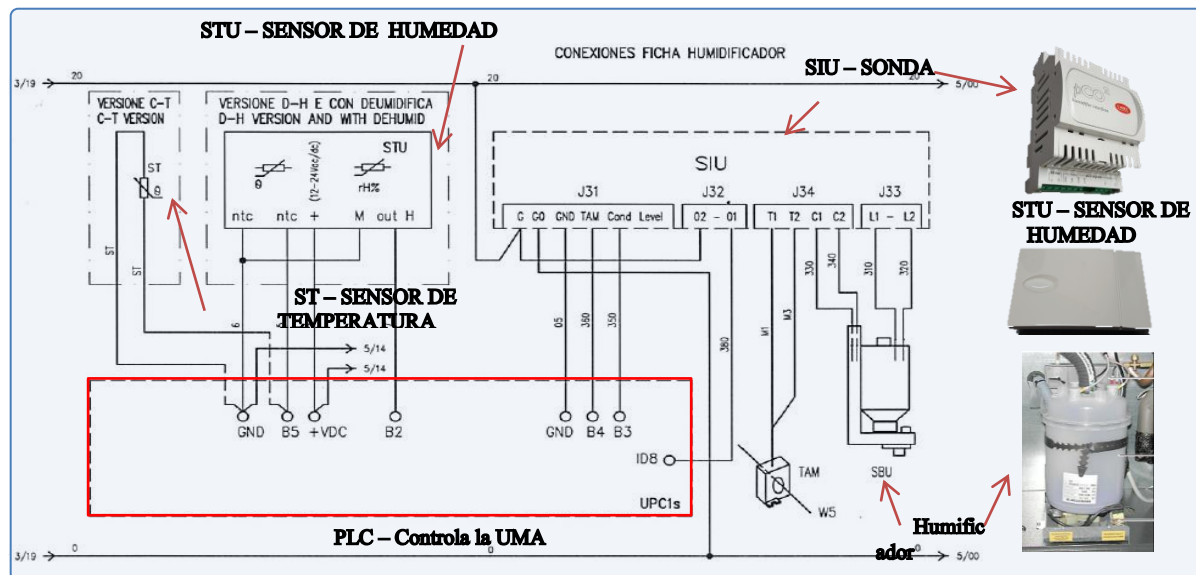 STU – SENSOR DE HUMEDAD
CONEXIONES FICHA HUMIDIFICADOR
SIU – SONDA
3/19
20
20
20
5/00
VERSIONE C-T
C-T VERSION
VERSIONE D-H E CON DEUMIDIFICA
D-H VERSION AND WITH DEHUMID
STU
(12-24Vac/dc)
ST
θ
θ
rH%
ntc ntc + M out H
SIU
J31 J32 J34 J33
G G0 GND TAM Cond Level 02 - 01 T1 T2 C1 C2 L1 - L2
STU – SENSOR DE
HUMEDAD
ST
ST
330
340
310
320
ST – SENSOR DE
TEMPERATURA
6
05
360
350
380
M1
M3
5/14
5/14
GND B5 +VDC B2 GND B4 B3
ID8
UPC1s
TAM
W5
SBU
PLC – Controla la UMA
Humific
ador
3/19
0
0
0
5/00
pCO